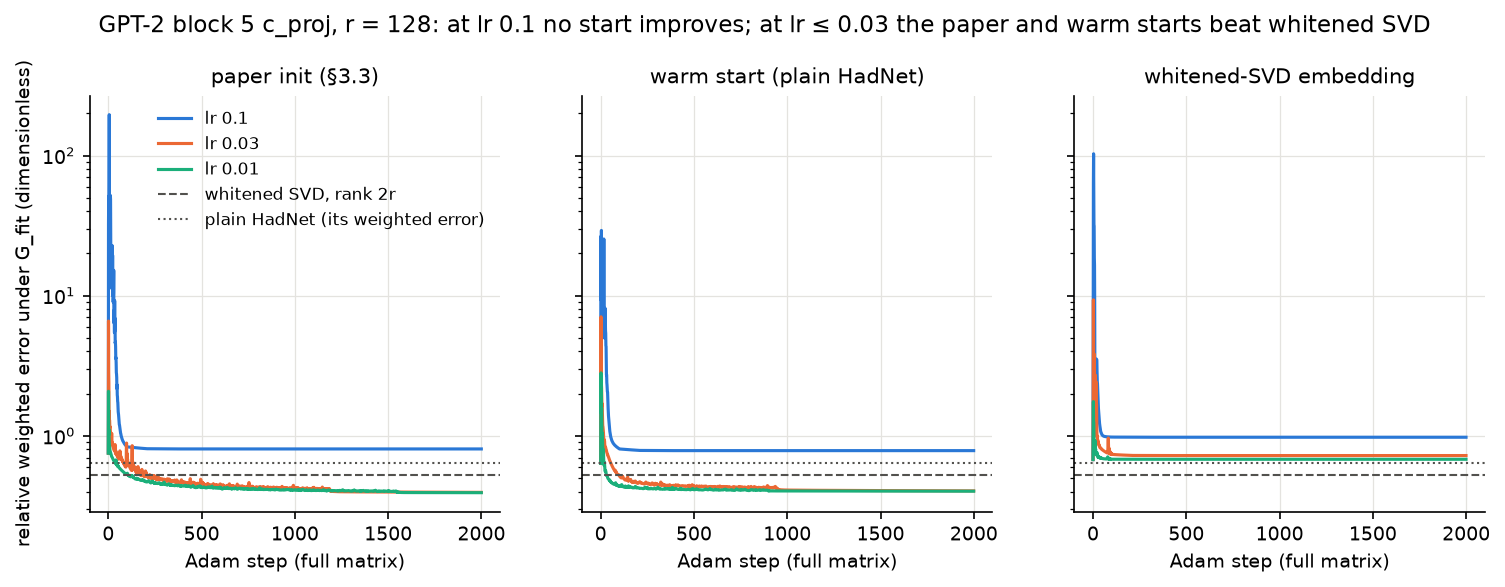 GPT-2 block 5 c_proj, r = 128: at lr 0.1 no start improves; at lr ≤ 0.03 the paper and warm starts beat whitened SVD
paper init (§3.3)
warm start (plain HadNet)
whitened-SVD embedding
relative weighted error under G_fit (dimensionless)
10²
10¹
10⁰
lr 0.1
lr 0.03
lr 0.01
whitened SVD, rank 2r
plain HadNet (its weighted error)
0 500 1000 1500 2000
0 500 1000 1500 2000
0 500 1000 1500 2000
Adam step (full matrix)
Adam step (full matrix)
Adam step (full matrix)